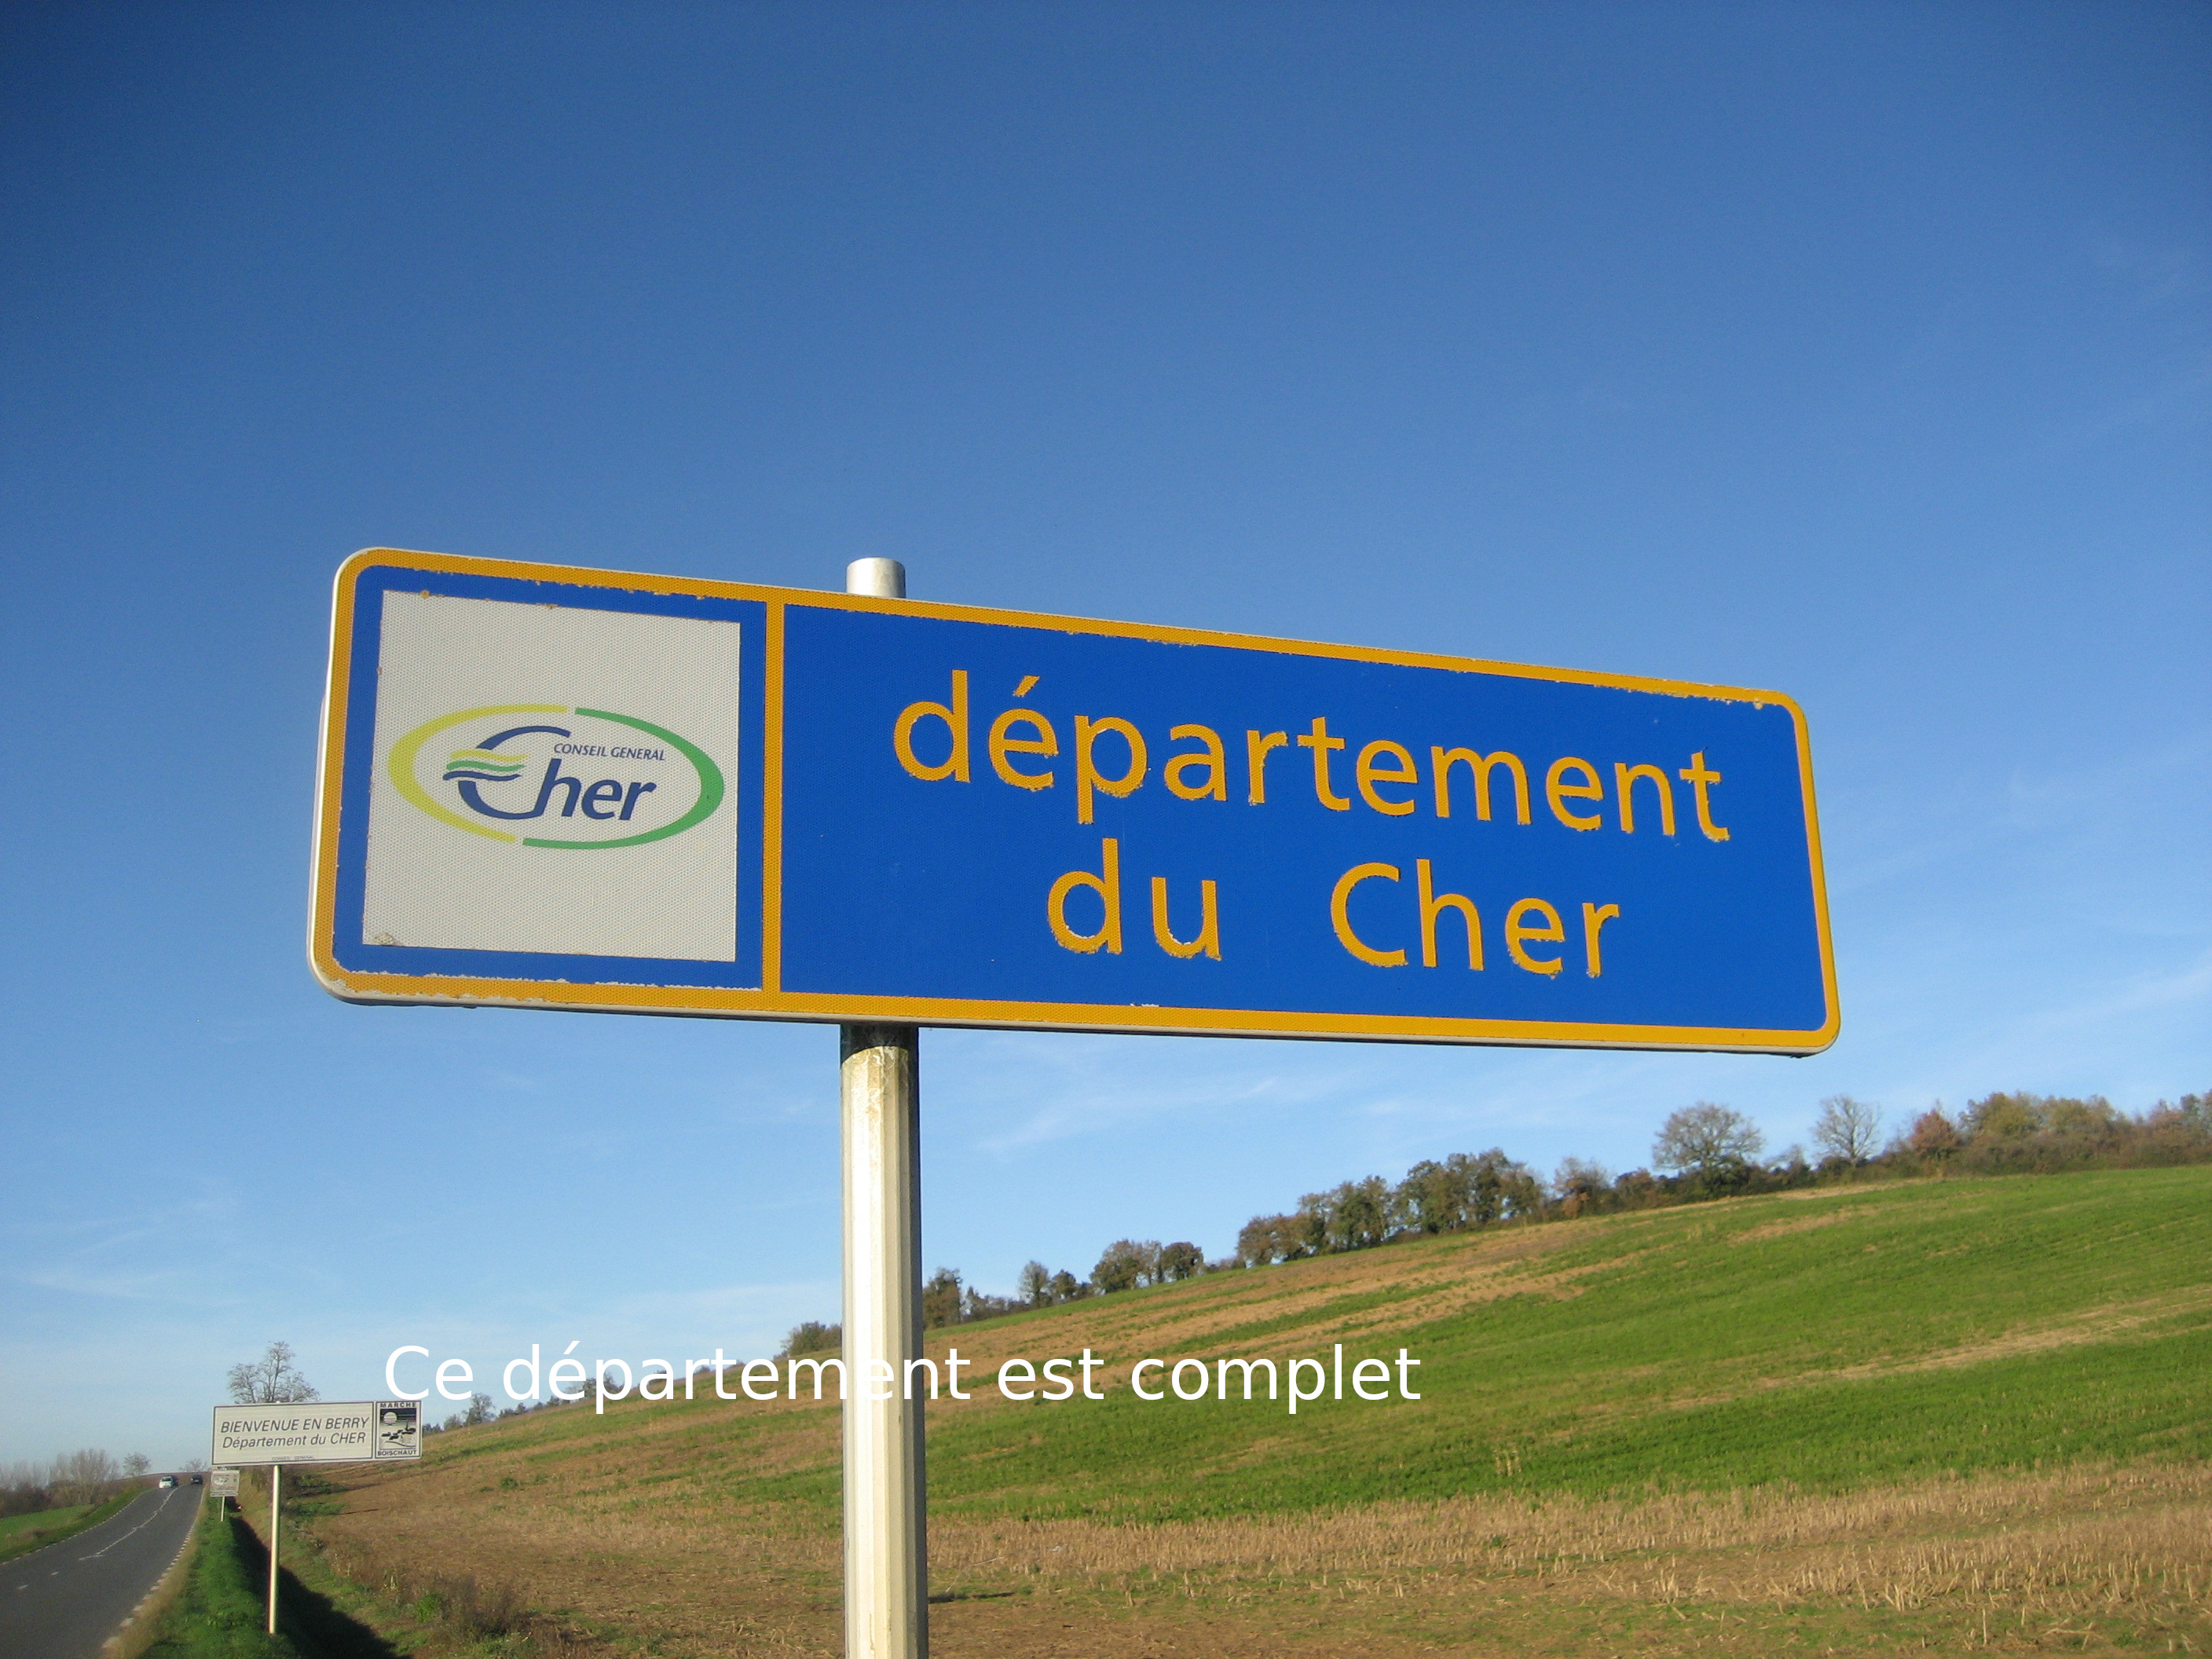 CONSEIL GENERAL
Cher
département
du Cher
Ce département est complet
BIENVENUE EN BERRY
Département du CHER
MARCHE
BOISCHAUT